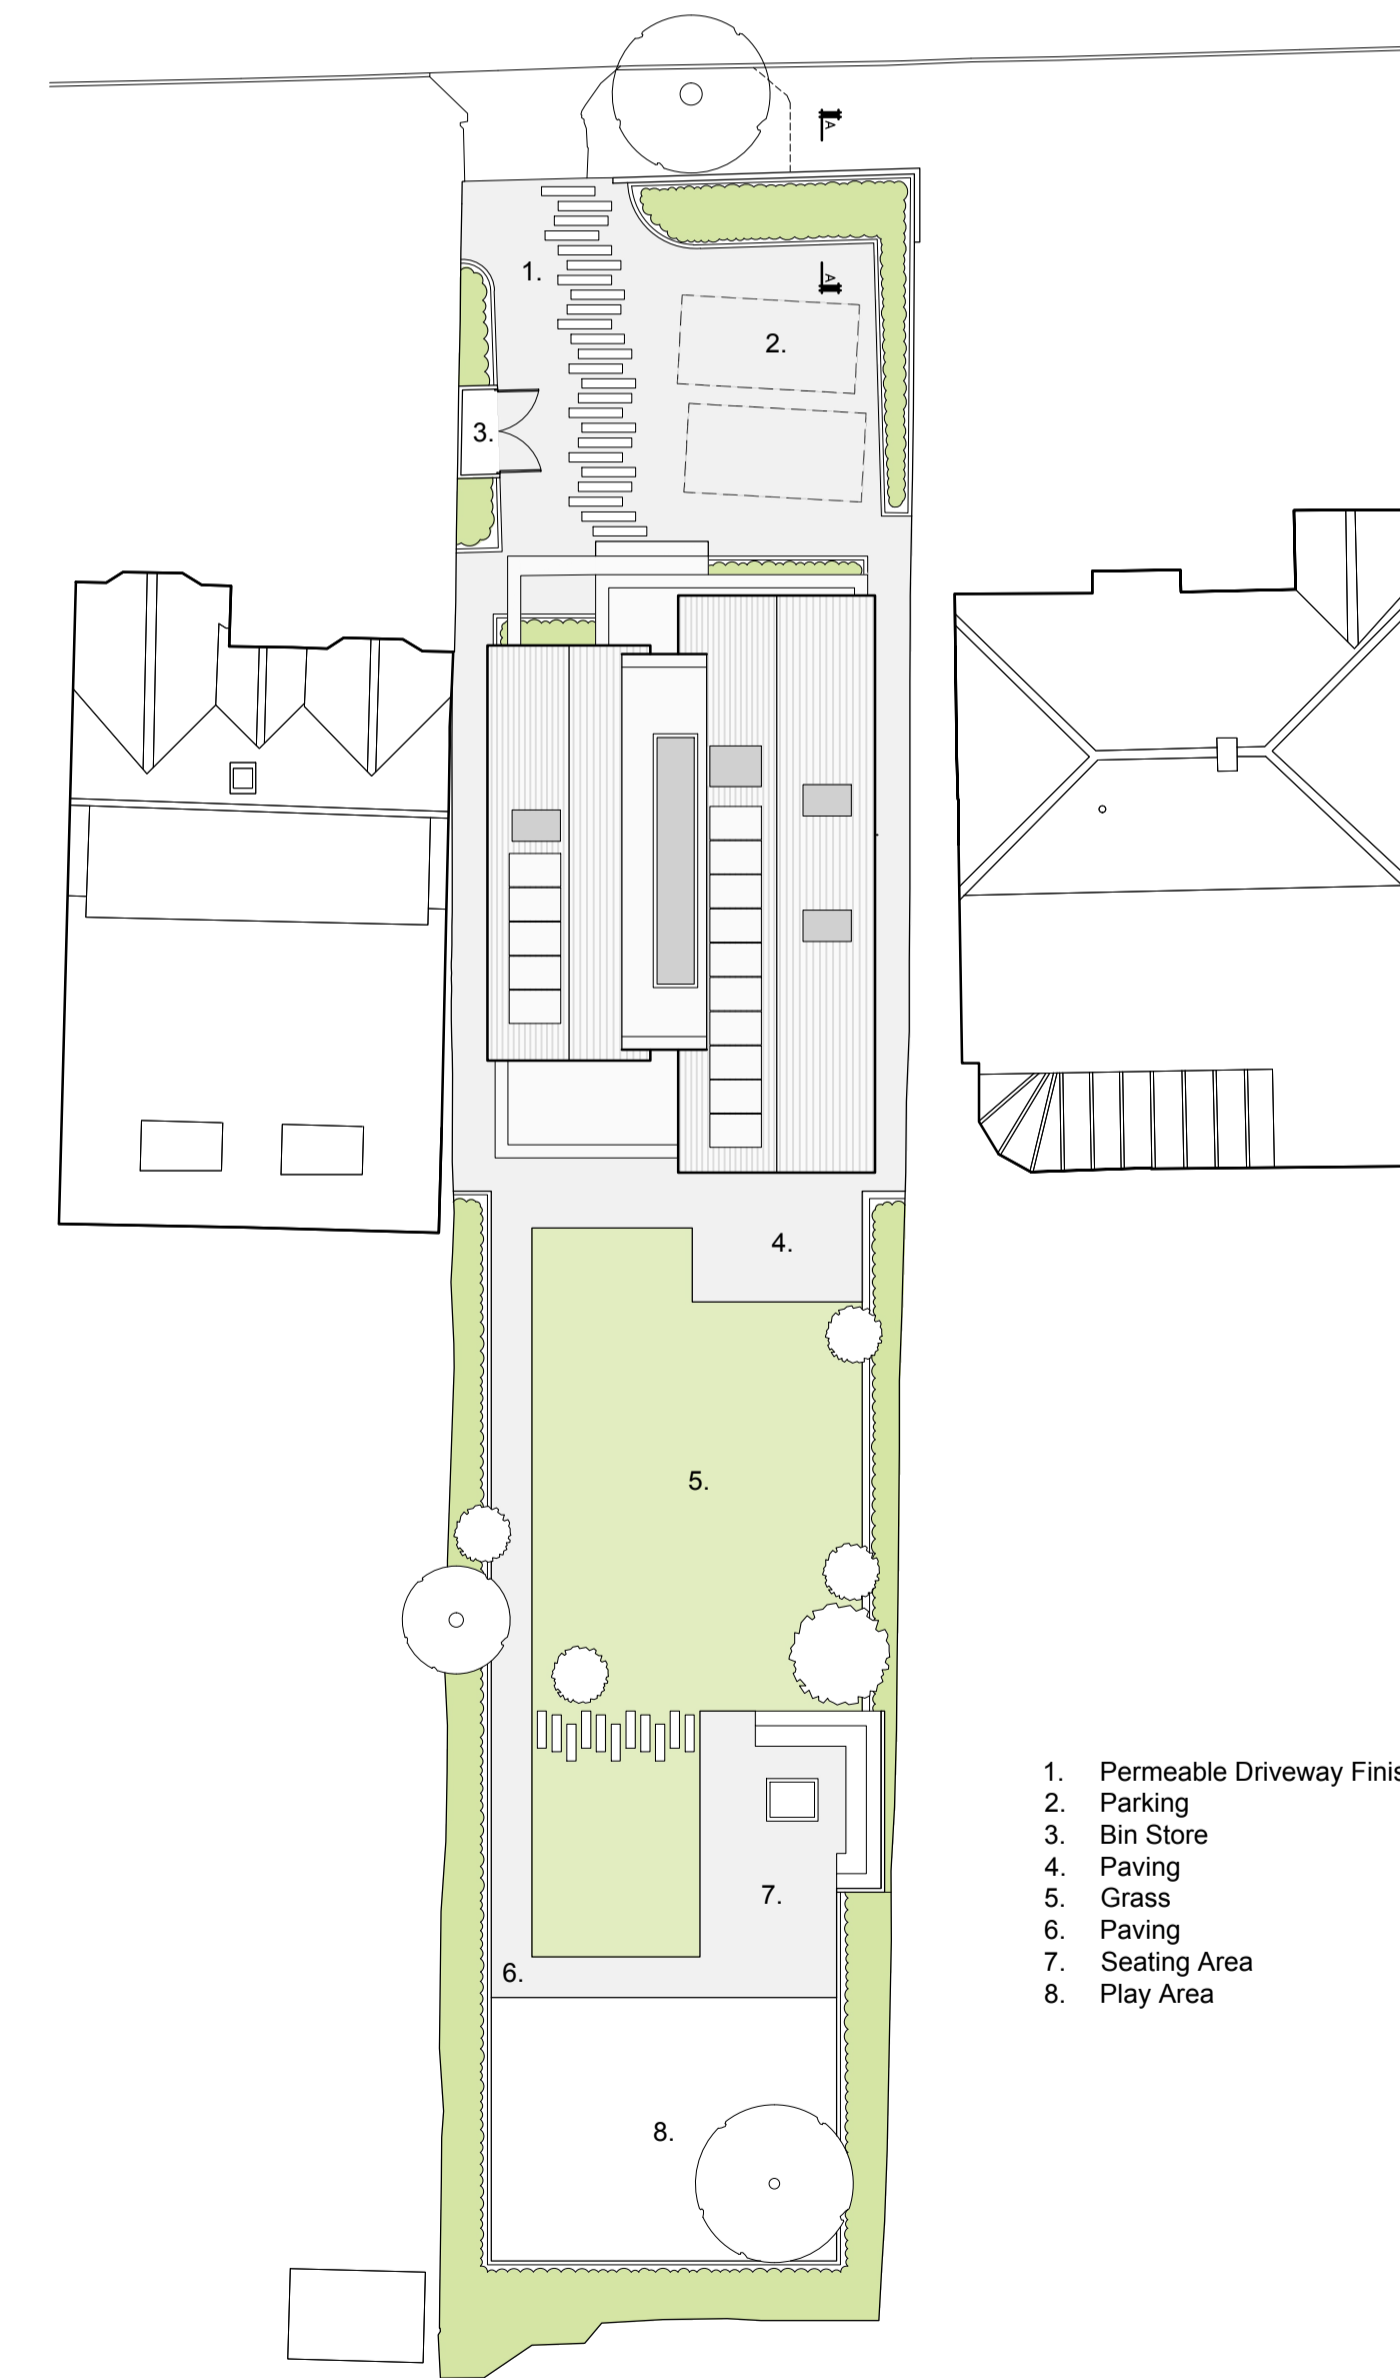 A
1.
A
2.
3.
4.
5.
7.
6.
8.
1. Permeable Driveway Finis
2. Parking
3. Bin Store
4. Paving
5. Grass
6. Paving
7. Seating Area
8. Play Area